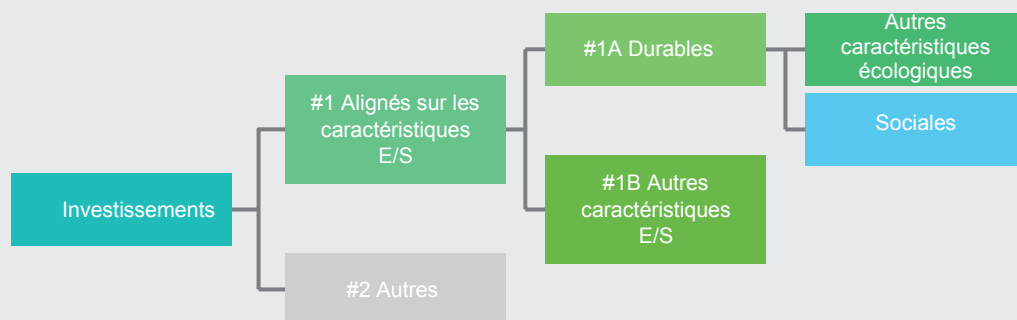 Investissements
#1 Alignés sur les
caractéristiques
E/S
#2 Autres
#1A Durables
#1B Autres
caractéristiques
E/S
Autres
caractéristiques
écologiques
Sociales